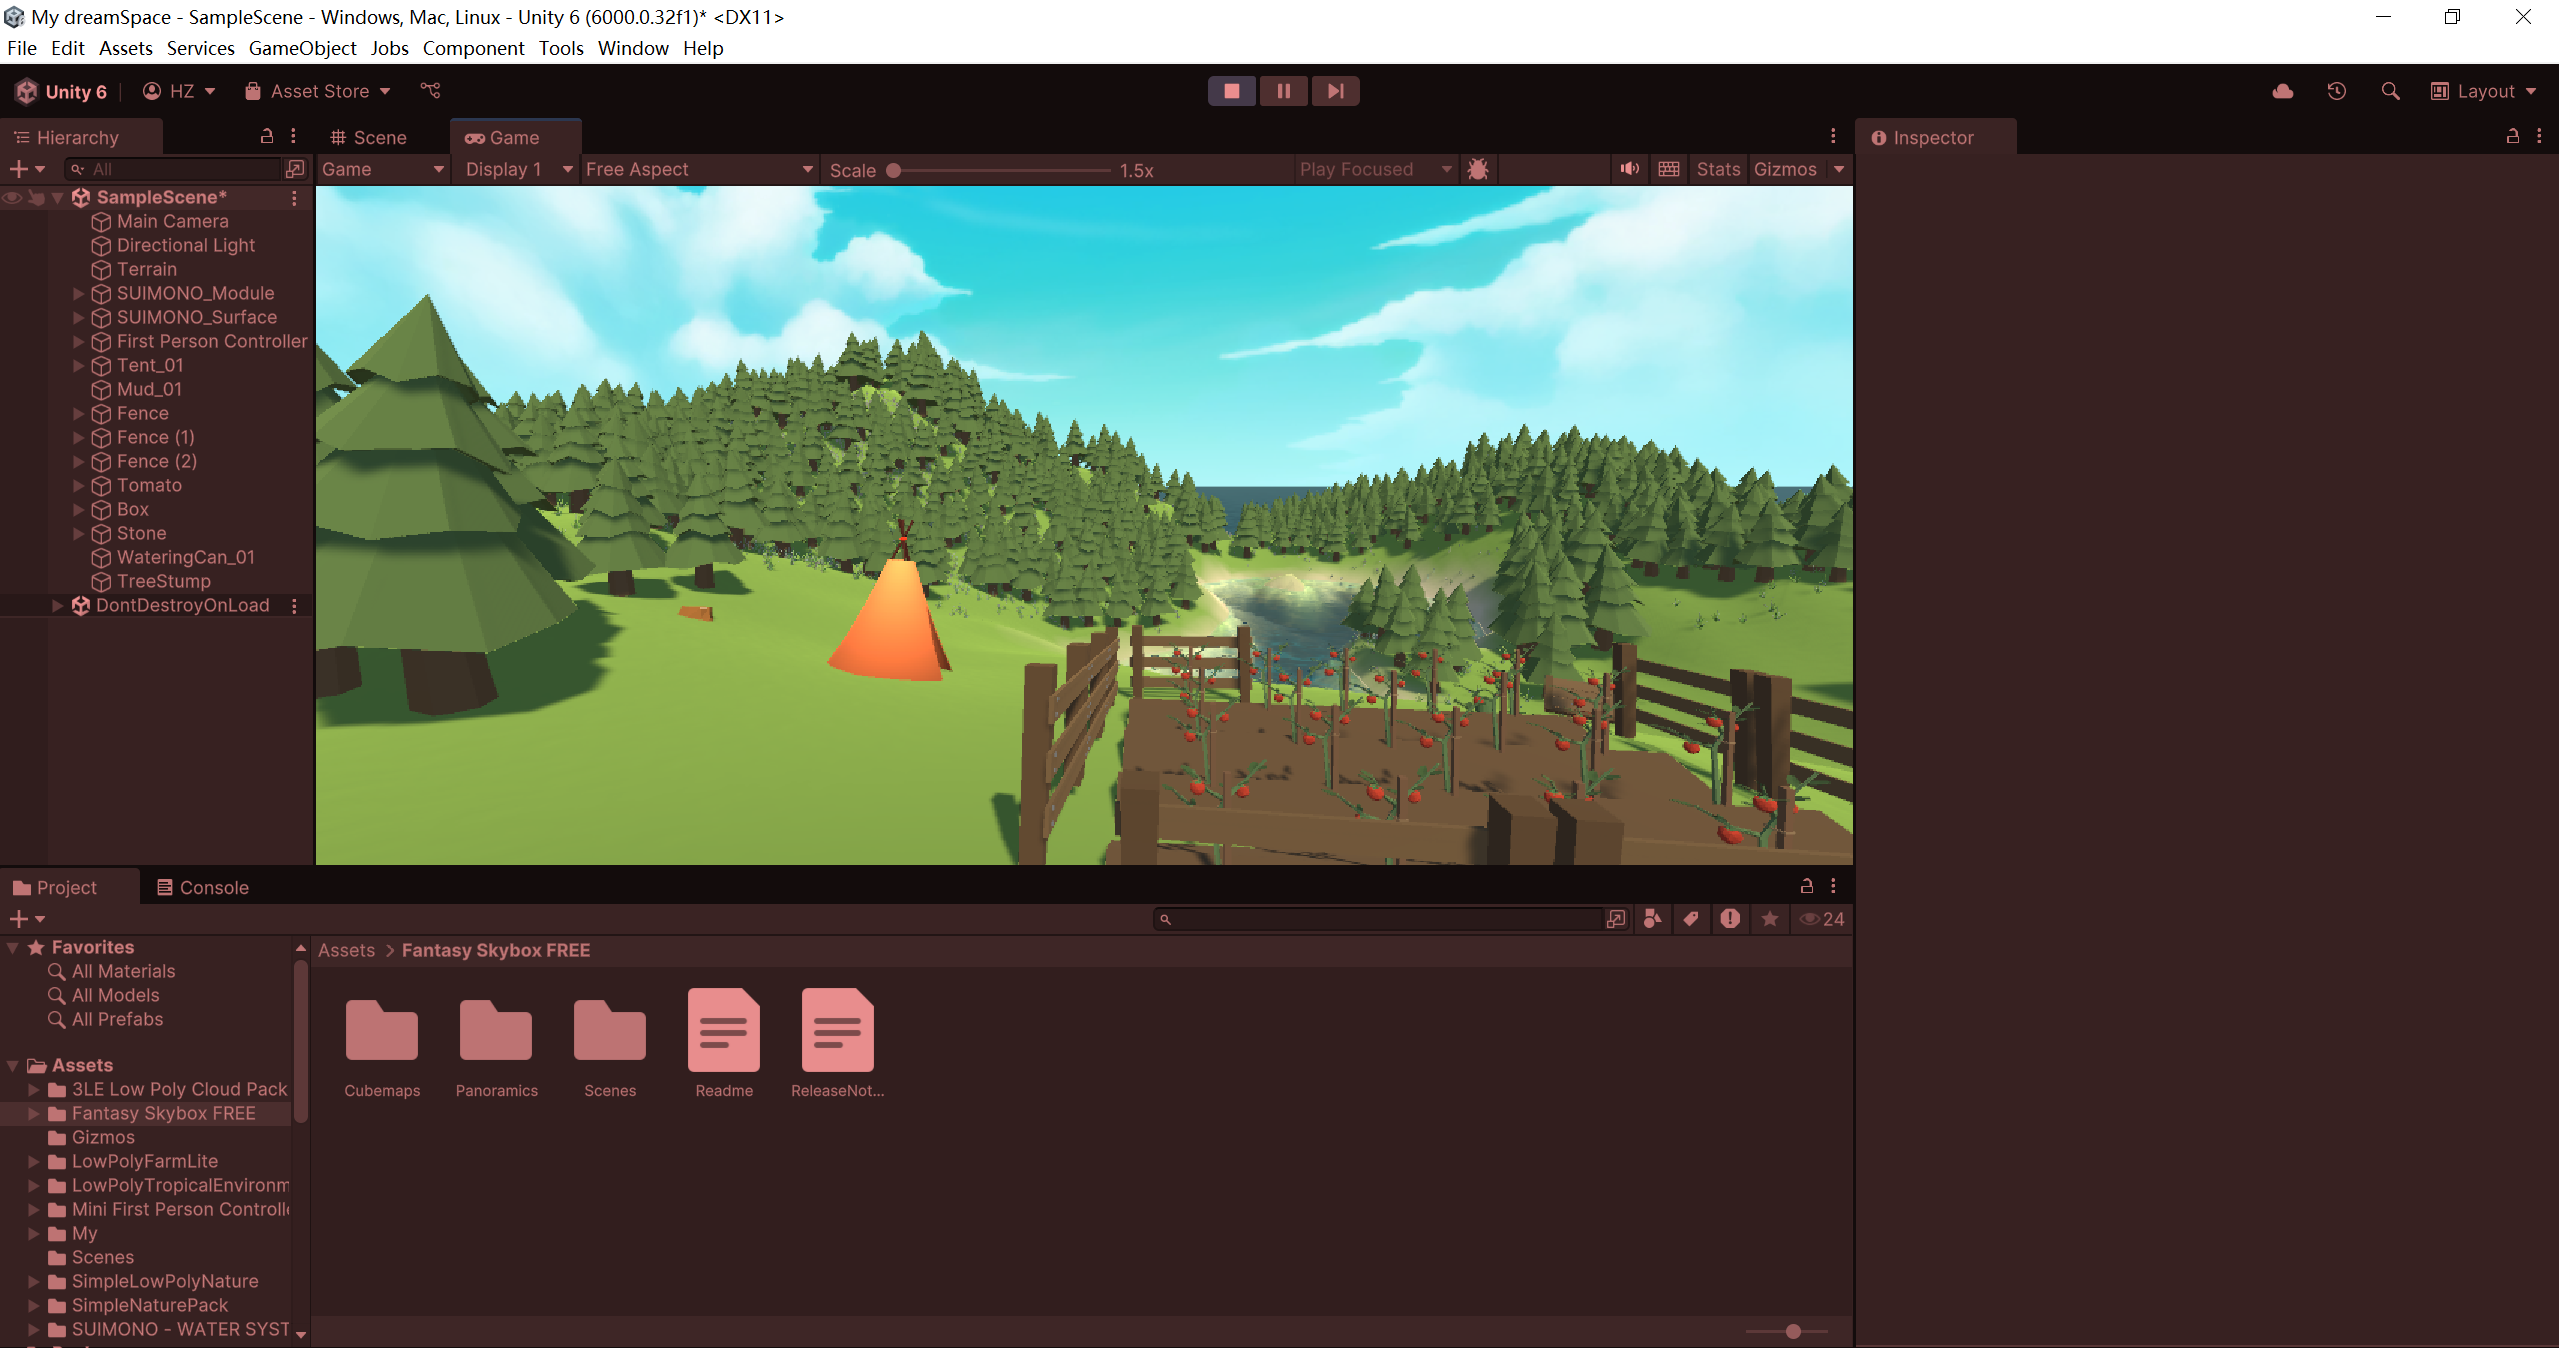 My dreamSpace - SampleScene - Windows, Mac, Linux - Unity 6 (6000.0.32f1)* <DX11>
File Edit Assets Services GameObject Jobs Component Tools Window Help
Unity 6 HZ Asset Store Layout
Hierarchy
Scene Game
Inspector
All
Game Display 1 Free Aspect Scale 1.5x Play Focused Stats Gizmos
SampleScene*
Main Camera
Directional Light
Terrain
SUIMONO_Module
SUIMONO_Surface
First Person Controller
Tent_01
Mud_01
Fence
Fence (1)
Fence (2)
Tomato
Box
Stone
WateringCan_01
TreeStump
DontDestroyOnLoad
Project Console
24
Favorites
All Materials
All Models
All Prefabs
Assets
3LE Low Poly Cloud Pack
Fantasy Skybox FREE
Gizmos
LowPolyFarmLite
LowPolyTropicalEnvironm
Mini First Person Controlle
My
Scenes
SimpleLowPolyNature
SimpleNaturePack
SUIMONO - WATER SYST
Assets > Fantasy Skybox FREE
Cubemaps
Panoramics
Scenes
Readme
ReleaseNot...